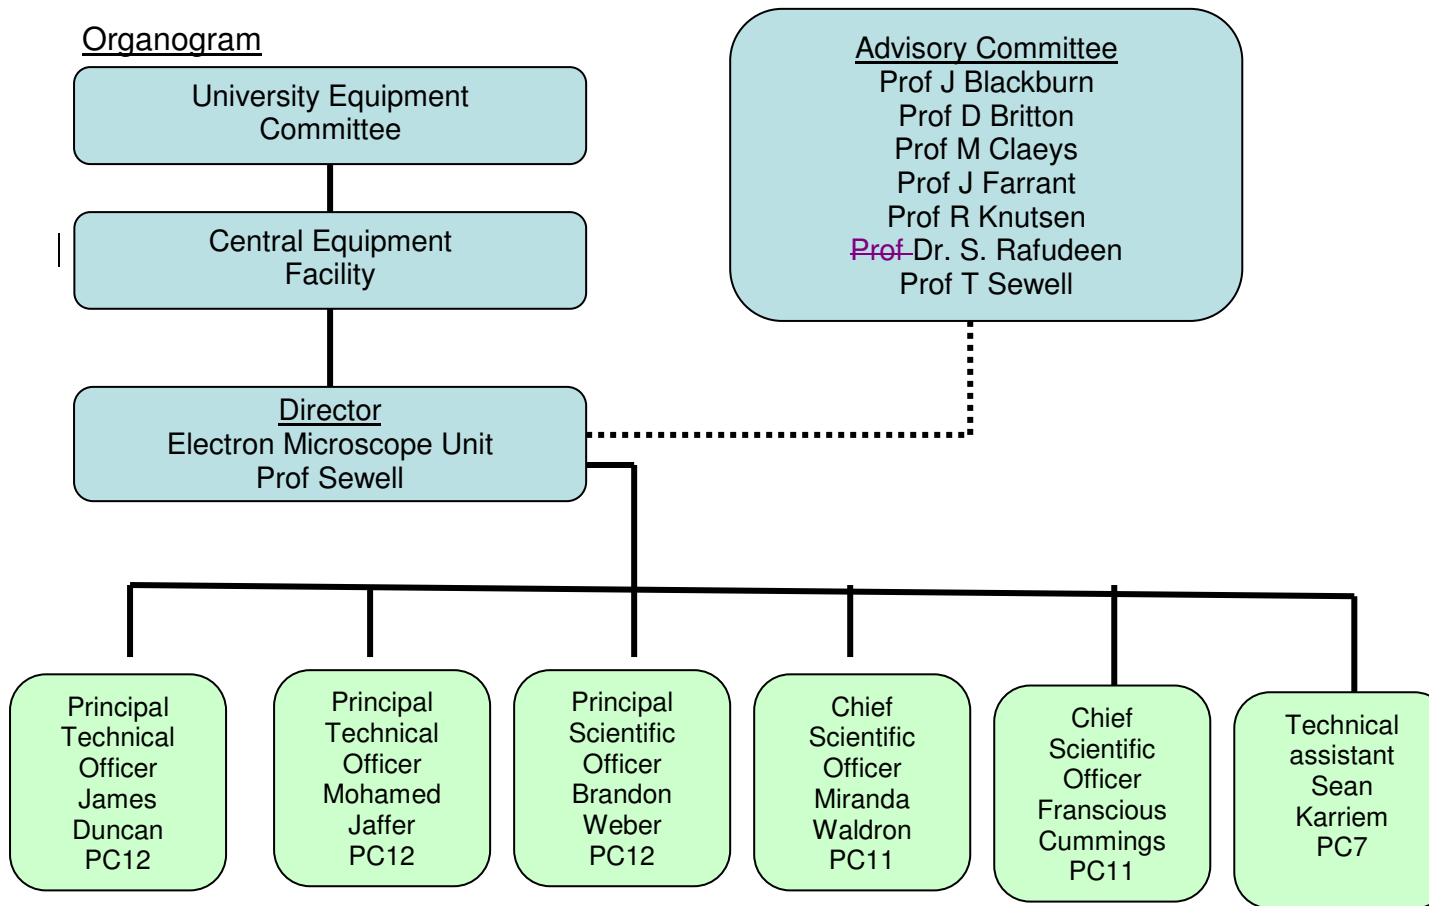 Organogram
University Equipment
Committee
Central Equipment
Facility
Director
Electron Microscope Unit
Prof Sewell
Advisory Committee
Prof J Blackburn
Prof D Britton
Prof M Claeys
Prof J Farrant
Prof R Knutsen
Prof Dr. S. Rafudeen
Prof T Sewell
Principal
Technical
Officer
James
Duncan
PC12
Principal
Technical
Officer
Mohamed
Jaffer
PC12
Principal
Scientific
Officer
Brandon
Weber
PC12
Chief
Scientific
Officer
Miranda
Waldron
PC11
Chief
Scientific
Officer
Franscious
Cummings
PC11
Technical
assistant
Sean
Karriem
PC7